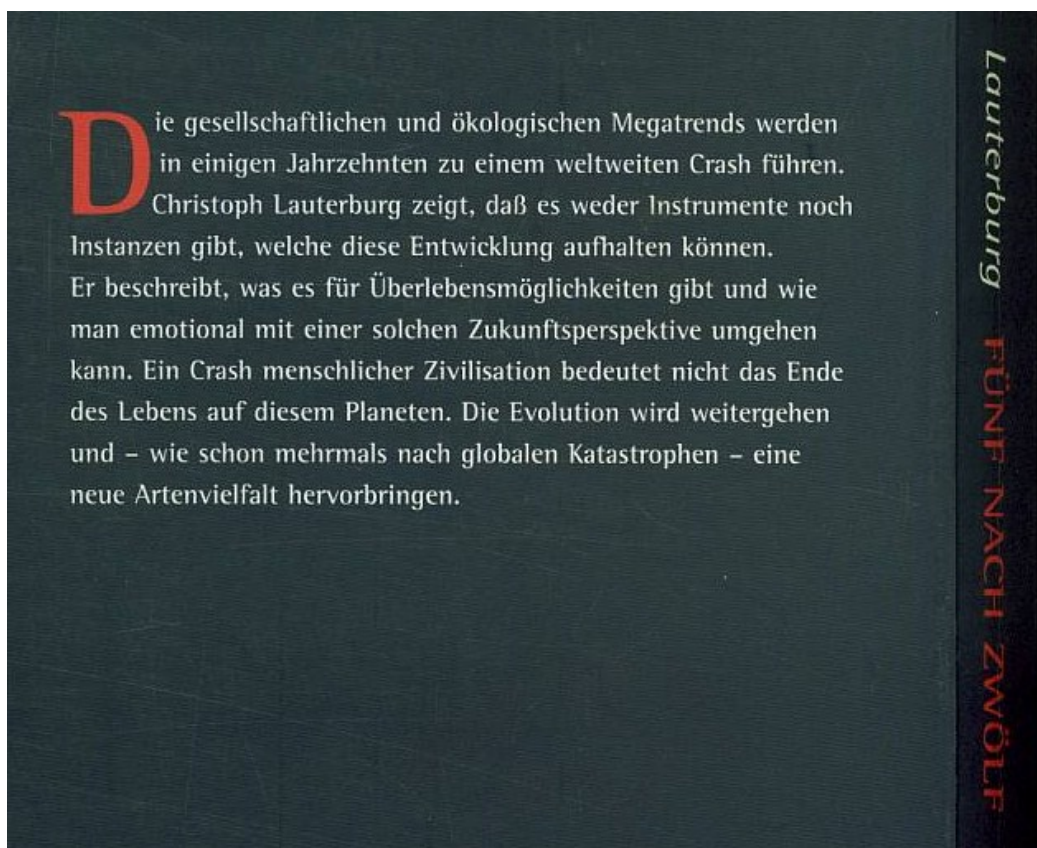 Die gesellschaftlichen und ökologischen Megatrends werden
in einigen Jahrzehnten zu einem weltweiten Crash führen.
Christoph Lauterburg zeigt, daß es weder Instrumente noch
Instanzen gibt, welche diese Entwicklung aufhalten können.
Er beschreibt, was es für Überlebensmöglichkeiten gibt und wie
man emotional mit einer solchen Zukunftsperspektive umgehen
kann. Ein Crash menschlicher Zivilisation bedeutet nicht das Ende
des Lebens auf diesem Planeten. Die Evolution wird weitergehen
und – wie schon mehrmals nach globalen Katastrophen – eine
neue Artenvielfalt hervorbringen.
Lauterburg FÜNF NACH ZWÖLF